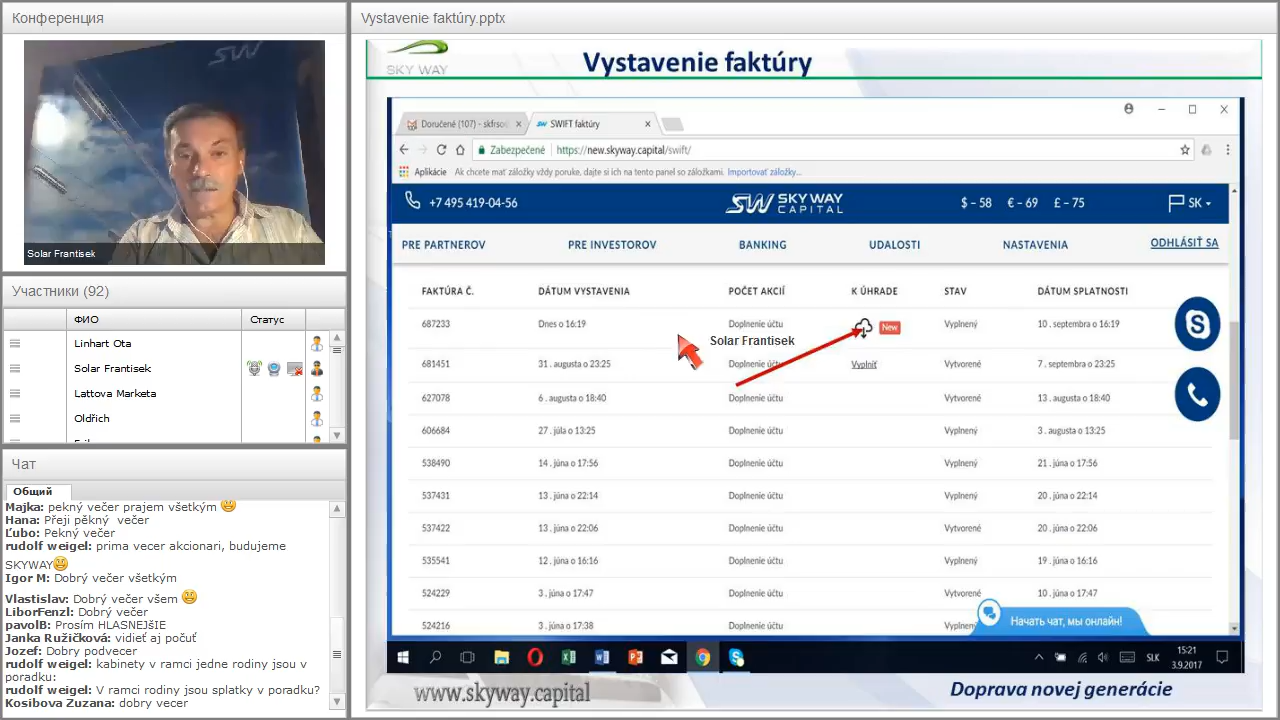 Конференция
Solar Frantisek
Участники (92)
ФИО Статус
Linhart Ota
Solar Frantisek
Lattova Marketa
Oldřich
Чат
Общий
Majka: pekný večer prajem všetkým
Hana: Přeji pěkný večer
Ľubo: Pekný večer
rudolf weigel: prima vecer akcionari, budujeme
SKYWAY
Igor M: Dobrý večer všetkým
Vlastislav: Dobrý večer všem
LiborFenzl: Dobrý večer
pavolB: Prosím HLASNEJŠIE
Janka Ružičková: vidieť aj počuť
Jozef: Dobry podvecer
rudolf weigel: kabinety v ramci jedne rodiny jsou v
poradku:
rudolf weigel: V ramci rodiny jsou splatky v poradku?
Kosibova Zuzana: dobry vecer
Vystavenie faktúry.pptx
SKY WAY
Vystavenie faktúry
Doručené (107) - skfrso
SWIFT faktúry
Zabezpečené https://new.skyway.capital/swift/
Aplikácie Ak chcete mať záložky vždy poruke, dajte si ich na tento panel so záložkami. Importovať záložky...
+7 495 419-04-56
SW SKY WAY CAPITAL
$ – 58 € – 69 £ – 75
SK
PRE PARTNEROV PRE INVESTOROV BANKING UDALOSTI NASTAVENIA ODHLÁSIŤ SA
FAKTÚRA Č. DÁTUM VYSTAVENIA POČET AKCIÍ K ÚHRADE STAV DÁTUM SPLATNOSTI
687233 Dnes o 16:19 Doplnenie účtu New Vyplnený 10. septembra o 16:19
Solar Frantisek
681451 31. augusta o 23:25 Doplnenie účtu Vyplniť Vytvorené 7. septembra o 23:25
627078 6. augusta o 18:40 Doplnenie účtu Vytvorené 13. augusta o 18:40
606684 27. júla o 13:25 Doplnenie účtu Vytvorené 3. augusta o 13:25
538490 14. júna o 17:56 Doplnenie účtu Vyplnený 21. júna o 17:56
537431 13. júna o 22:14 Doplnenie účtu Vyplnený 20. júna o 22:14
537422 13. júna o 22:06 Doplnenie účtu Vytvorené 20. júna o 22:06
535541 12. júna o 16:16 Doplnenie účtu Vyplnený 19. júna o 16:16
524229 3. júna o 17:47 Doplnenie účtu Vytvorené 10. júna o 17:47
524216 3. júna o 17:38 Doplnenie účtu Vyplnený
Начать чат, мы онлайн!
SLK
15:21
3.9.2017
www.skyway.capital
Doprava novej generácie